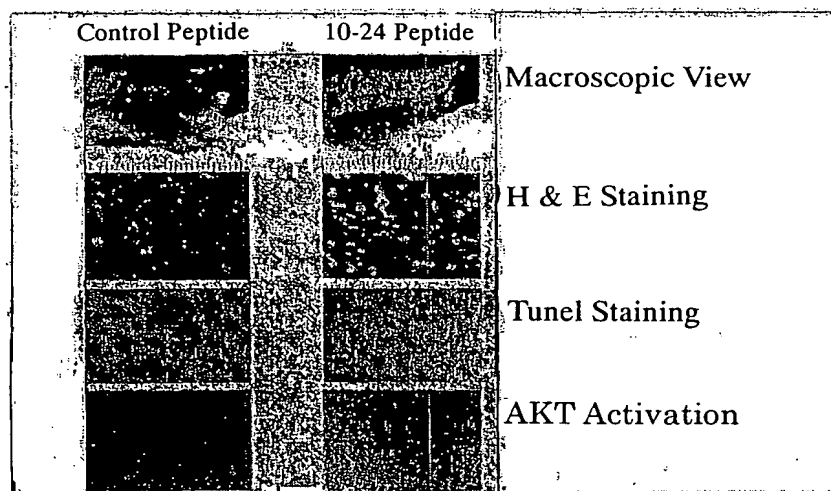 Control Peptide 10-24 Peptide
Macroscopic View
H & E Staining
Tunel Staining
AKT Activation